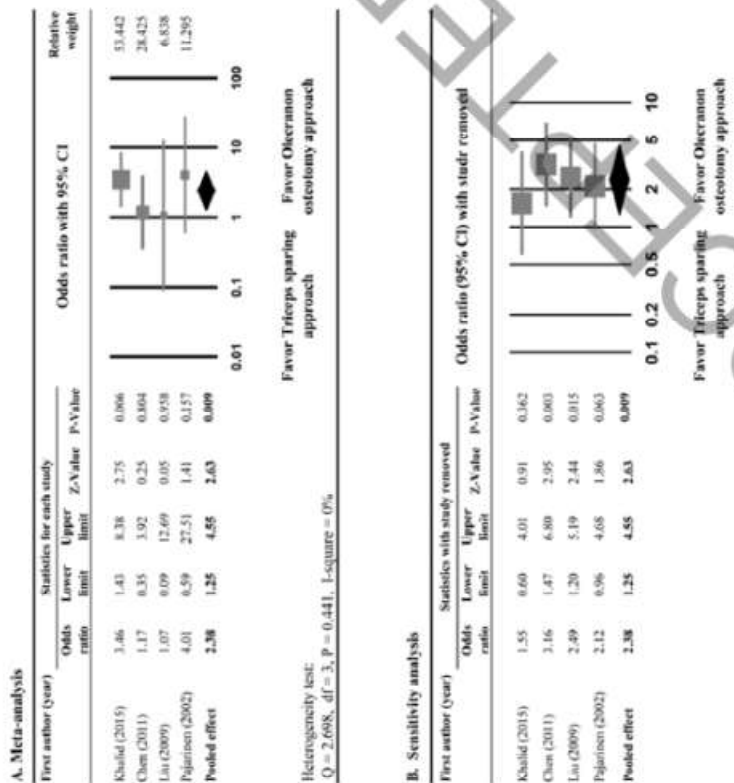 A. Meta-analysis
First author (year) Statistics for each study Odds ratio with 95% CI Relative weight
Odds ratio Lower limit Upper limit Z-Value P-Value
Khalid (2015) 3.46 1.43 8.38 2.75 0.006 53.442
Chen (2011) 1.17 0.35 3.92 0.25 0.804 28.425
Liu (2009) 1.07 0.09 12.69 0.05 0.958 6.838
Pajarinen (2002) 4.01 0.59 27.51 1.41 0.157 11.295
Pooled effect 2.38 1.25 4.55 2.63 0.009
0.01 0.1 1 10 100
Favor Triceps sparing approach Favor Olecranon osteotomy approach
Heterogeneity test:
Q = 2.698, df = 3, P = 0.441, I-square = 0%
B. Sensitivity analysis
First author (year) Statistics with study removed Odds ratio (95% CI) with studr removed
Odds ratio Lower limit Upper limit Z-Value P-Value
Khalid (2015) 1.55 0.60 4.01 0.91 0.362
Chen (2011) 3.16 1.47 6.80 2.95 0.003
Liu (2009) 2.49 1.20 5.19 2.44 0.015
Pajarinen (2002) 2.12 0.96 4.68 1.86 0.063
Pooled effect 2.38 1.25 4.55 2.63 0.009
0.1 0.2 0.5 1 2 5 10
Favor Triceps sparing approach Favor Olecranon osteotomy approach